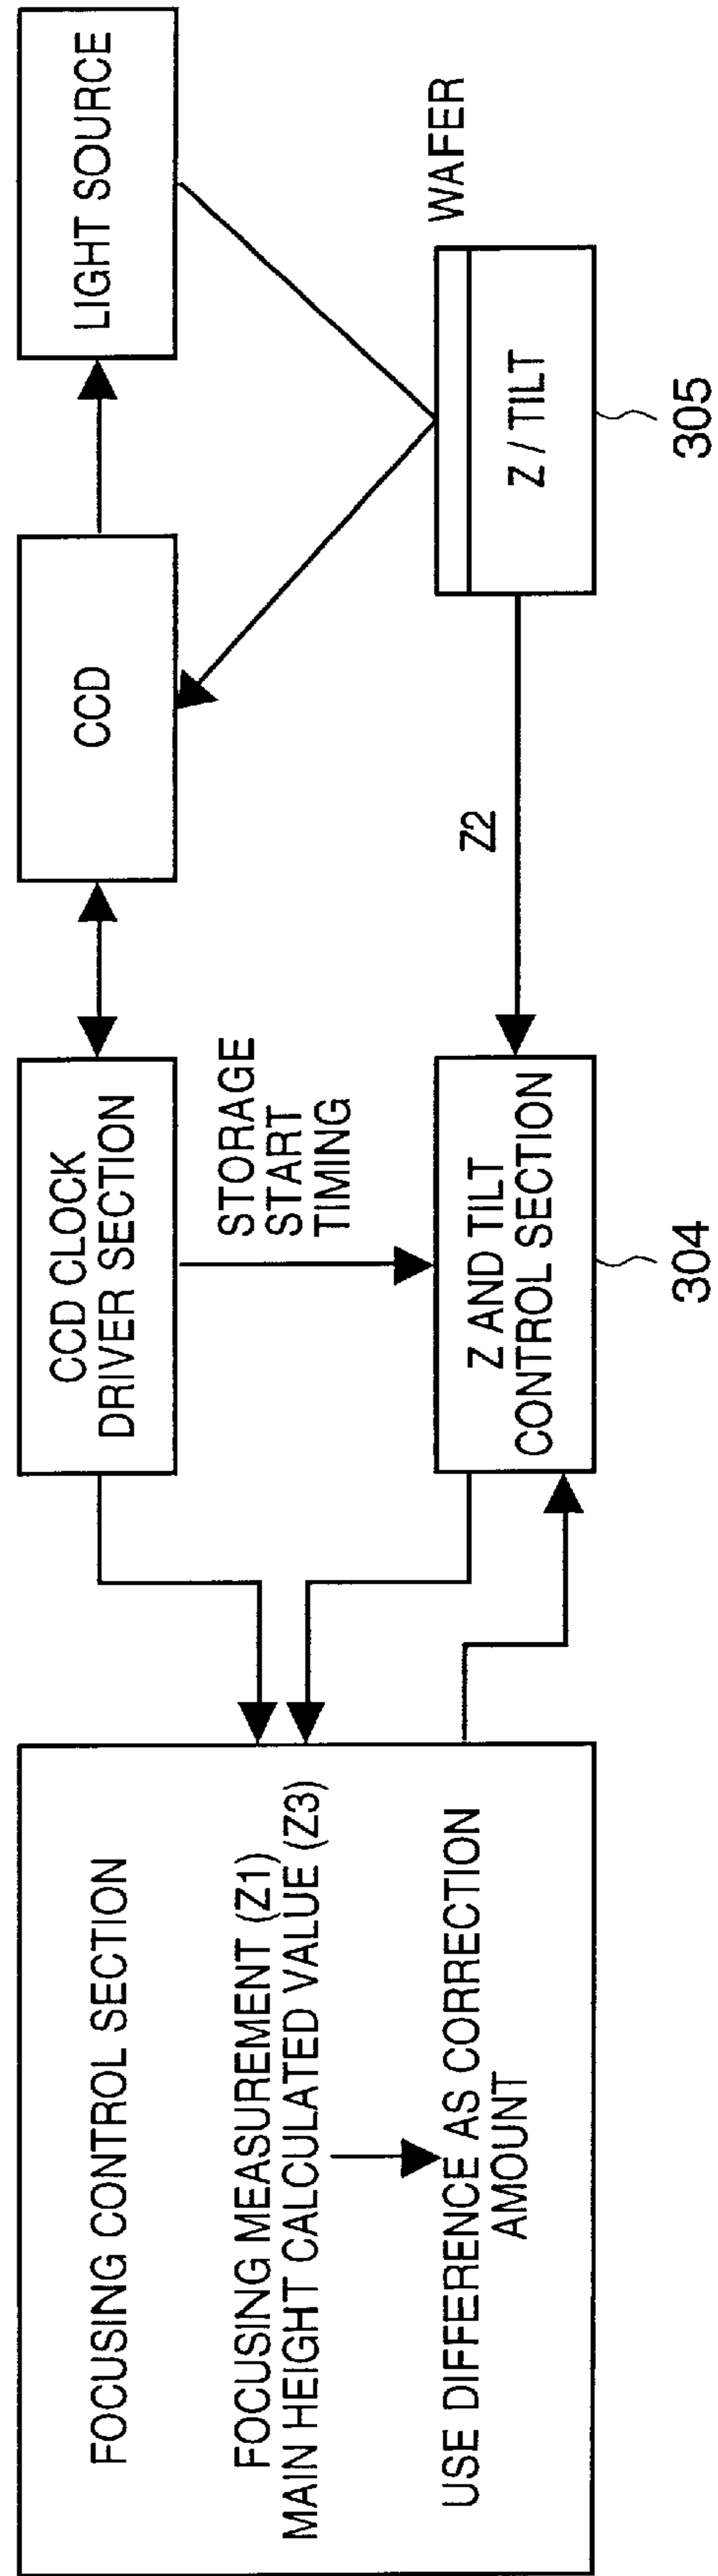 FOCUSING CONTROL SECTION
FOCUSING MEASUREMENT (Z1)
MAIN HEIGHT CALCULATED VALUE (Z3)
USE DIFFERENCE AS CORRECTION
AMOUNT
CCD CLOCK
DRIVER SECTION
STORAGE
START
TIMING
Z AND TILT
CONTROL SECTION
304
CCD
Z2
LIGHT SOURCE
WAFER
Z / TILT
305